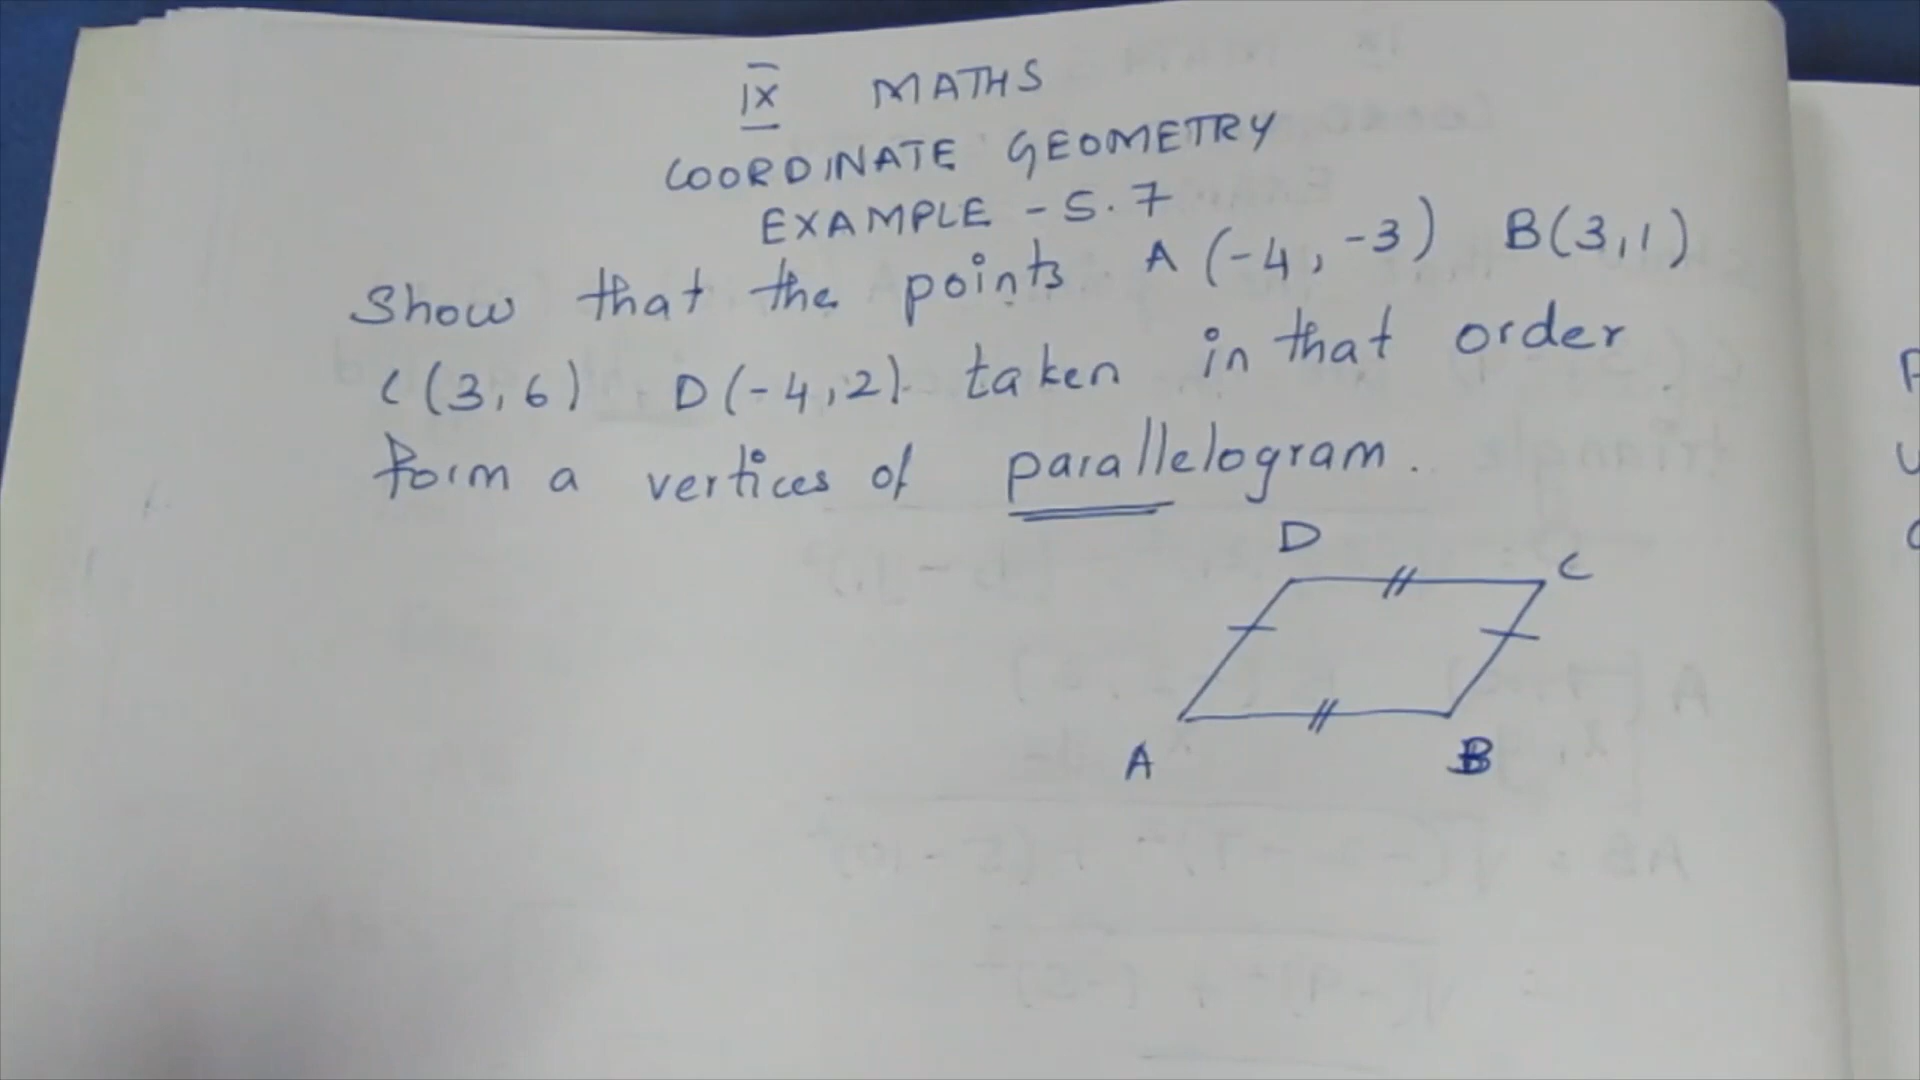 IX MATHS
COORDINATE GEOMETRY
EXAMPLE - 5.7
Show that the points A (-4, -3) B(3,1)
C (3,6) D(-4,2). taken in that order
form a vertices of parallelogram.
D C
A B